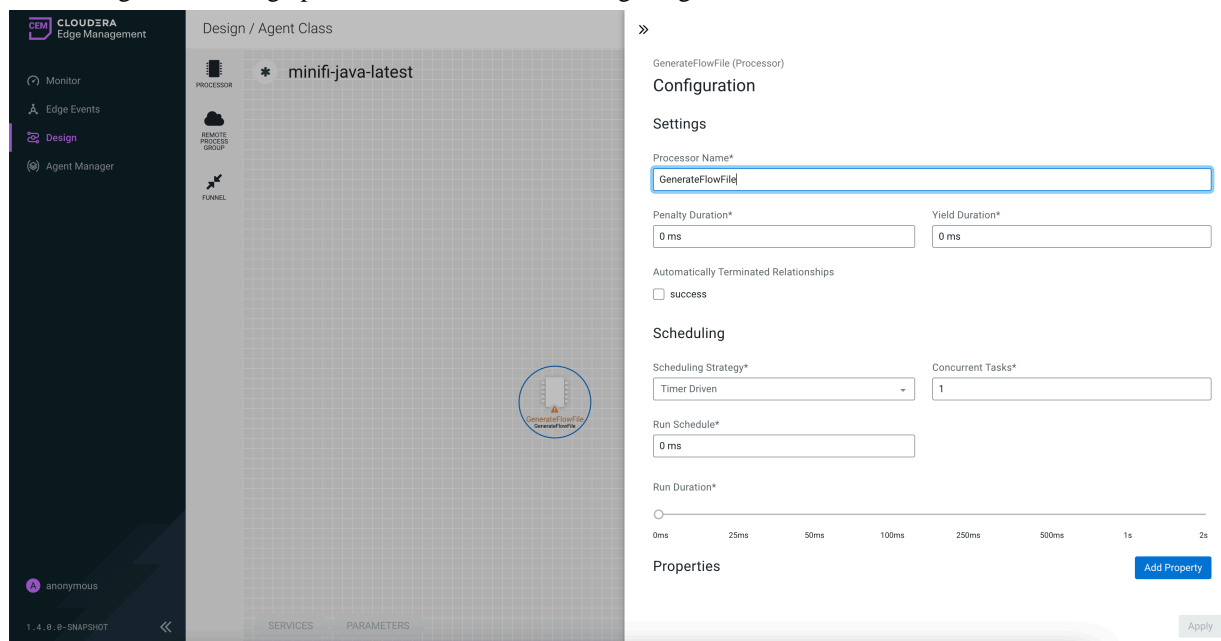 CEM CLOUDERA
Edge Management
Monitor
Edge Events
Design
Agent Manager
A anonymous
1.4.0.0-SNAPSHOT
Design / Agent Class
PROCESSOR
REMOTE
PROCESS
GROUP
FUNNEL
minifi-java-latest
GenerateFlowFile
GenerateFlowFile
SERVICES PARAMETERS
GenerateFlowFile (Processor)
Configuration
Settings
Processor Name*
GenerateFlowFile
Penalty Duration* Yield Duration*
0 ms 0 ms
Automatically Terminated Relationships
success
Scheduling
Scheduling Strategy* Concurrent Tasks*
Timer Driven 1
Run Schedule*
0 ms
Run Duration*
0ms 25ms 50ms 100ms 250ms 500ms 1s 2s
Properties Add Property
Apply